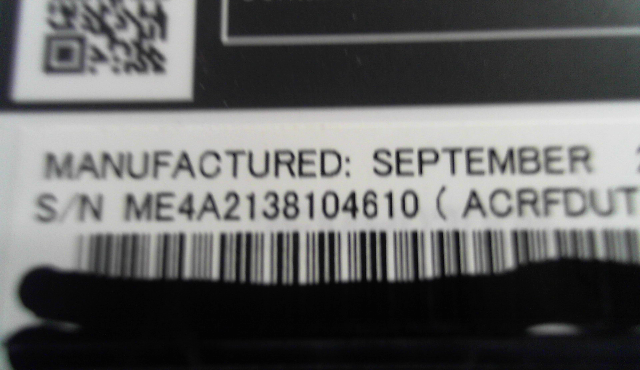 MANUFACTURED: SEPTEMBER
S/N ME4A2138104610 ( ACRFDUT